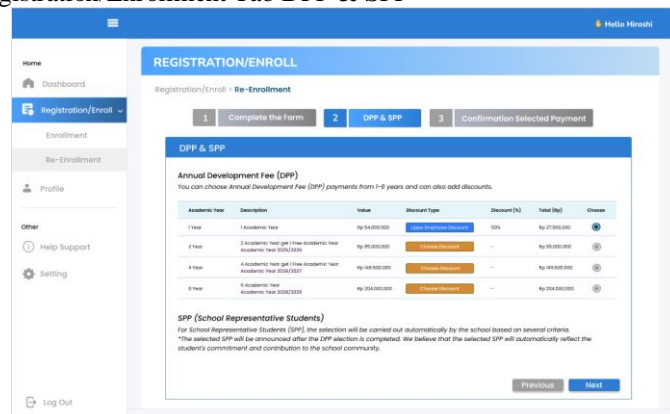 Registration/Enrollment Tab DPP & SPP
Hello Hiroshi
Home
Dashboard
Registration/Enroll
Enrollment
Re-Enrollment
Profile
Other
Help Support
Setting
Log Out
REGISTRATION/ENROLL
Registration/Enroll › Re-Enrollment
1 Complete the Form 2 DPP & SPP 3 Confirmation Selected Payment
DPP & SPP
Annual Development Fee (DPP)
You can choose Annual Development Fee (DPP) payments from 1-6 years and can also add discounts.
Academic Year Description Value Discount Type Discount (%) Total (Rp) Choose
1 Year 1 Academic Year Rp 54.000.000 Employee Discount 50% Rp 27.000.000
2 Year 2 Academic Year get 1 Free Academic Year Rp 95.000.000 Choose Discount - Rp 95.000.000
Academic Year 2025/2026
4 Year 4 Academic Year get 1 Free Academic Year Rp 149.500.000 Choose Discount - Rp 149.500.000
Academic Year 2026/2027
6 Year 6 Academic Year Rp 204.000.000 Choose Discount - Rp 204.000.000
Academic Year 2028/2029
SPP (School Representative Students)
For School Representative Students (SPP), the selection will be carried out automatically by the school based on several criteria.
*The selected SPP will be announced after the DPP election is completed. We believe that the selected SPP will automatically reflect the
student's commitment and contribution to the school community.
Previous Next